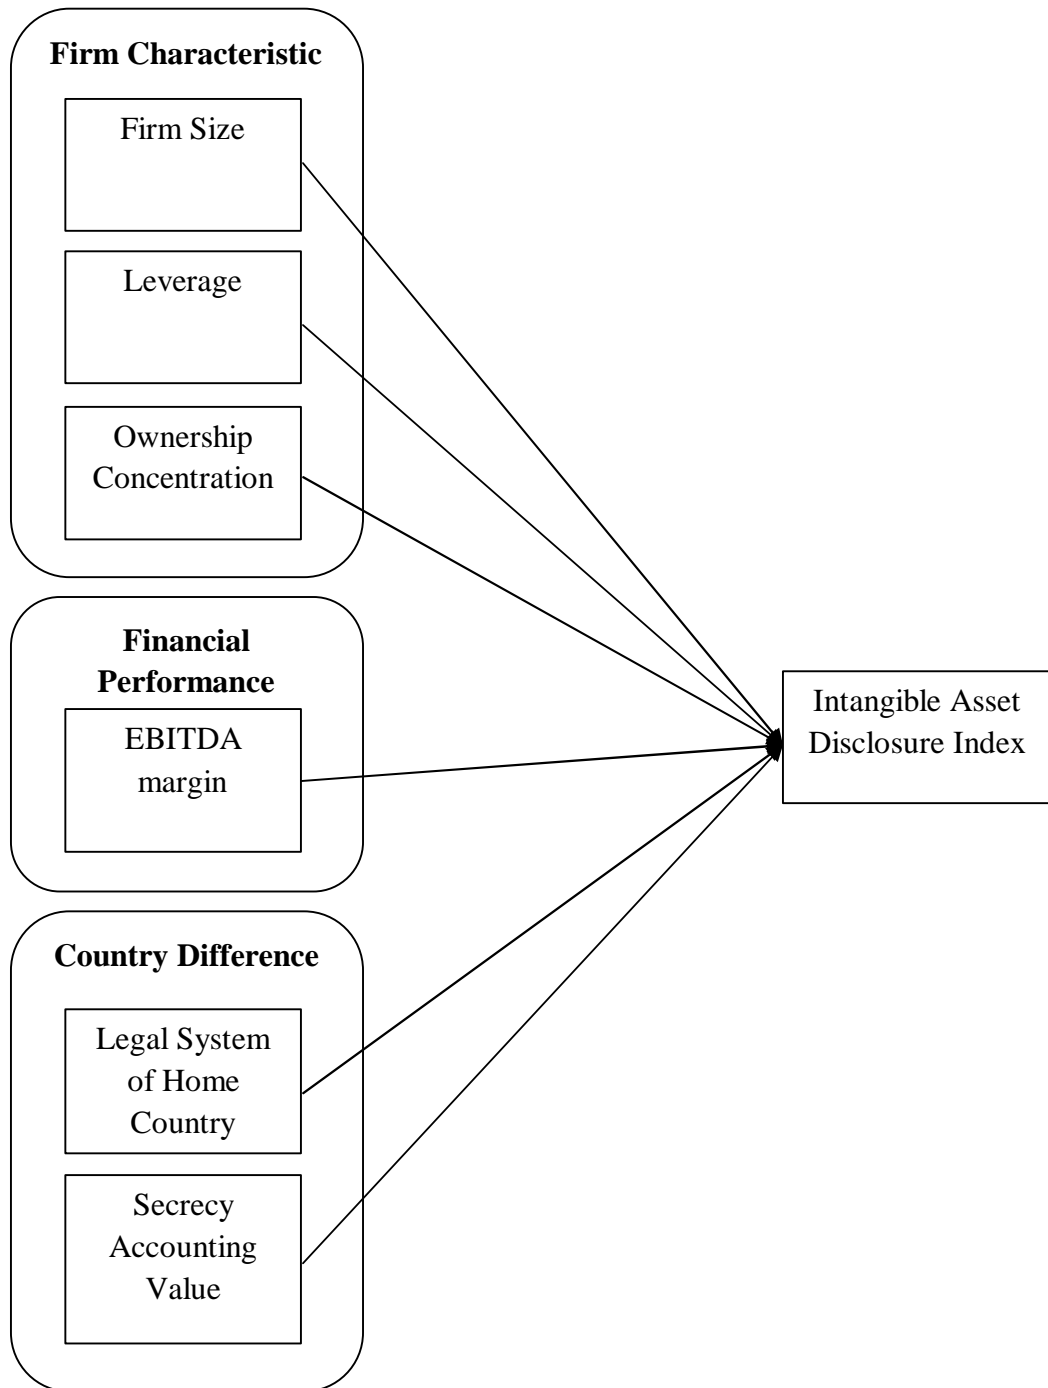 Firm Characteristic
Firm Size
Leverage
Ownership
Concentration
Financial
Performance
EBITDA
margin
Intangible Asset
Disclosure Index
Country Difference
Legal System
of Home
Country
Secrecy
Accounting
Value